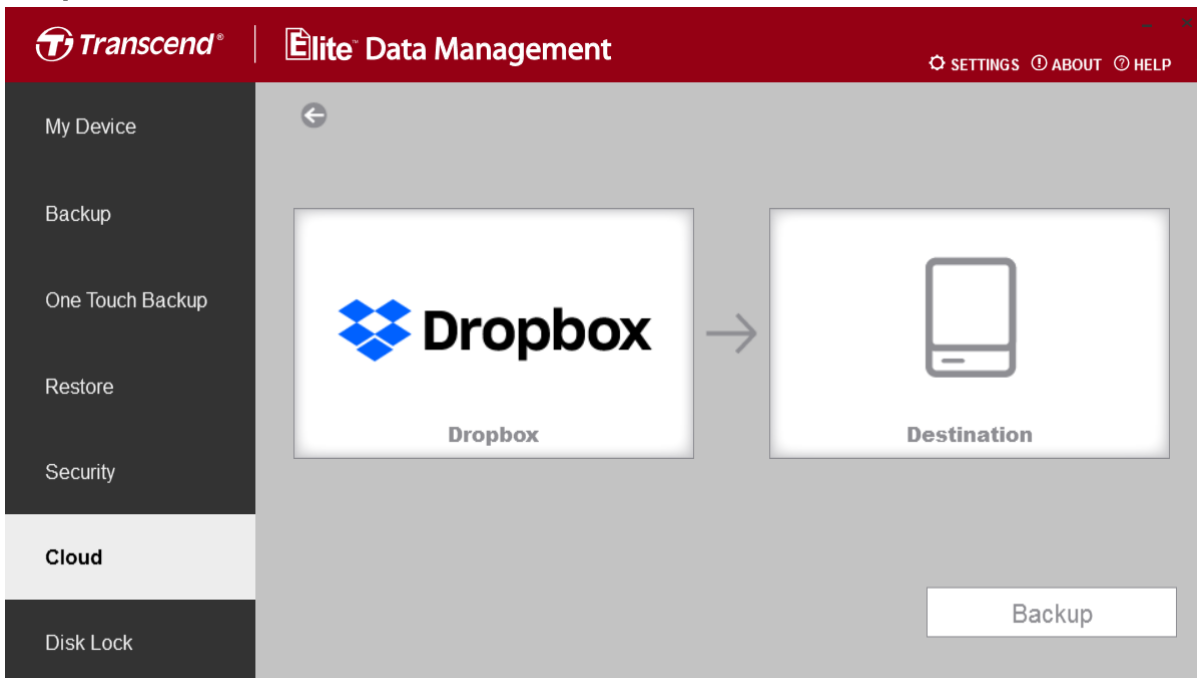 Transcend®
Élite™ Data Management
SETTINGS ABOUT HELP
My Device
Backup
One Touch Backup
Restore
Security
Cloud
Disk Lock
Dropbox
Dropbox
Destination
Backup